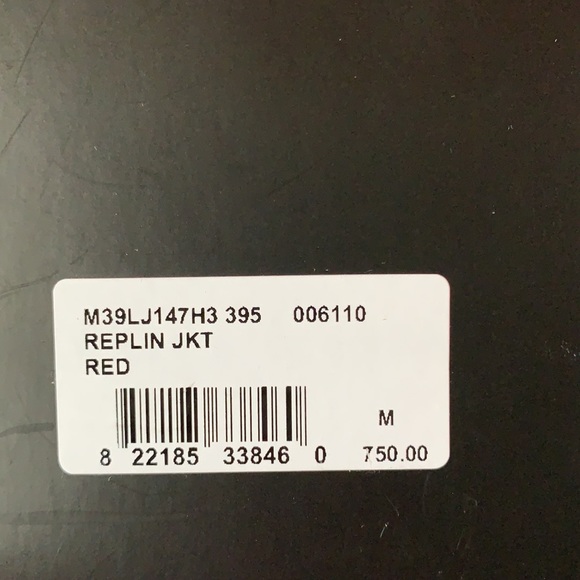 M39LJ147H3 395 006110
REPLIN JKT
RED
M
8 22185 33846 0 750.00